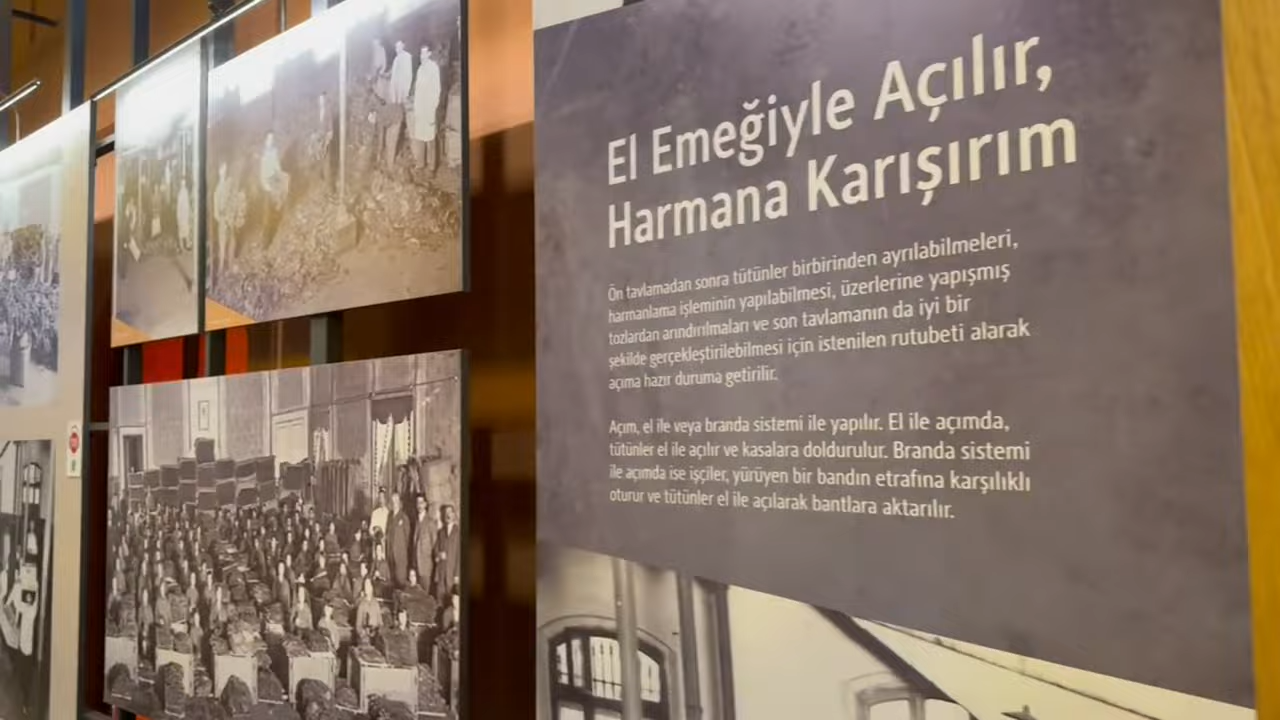 El Emeğiyle Açılır,
Harmana Karışırım
Ön tavlamadan sonra tütünler birbirinden ayrılabilmeleri,
harmanlama işleminin yapılabilmesi, üzerlerine yapışmış
tozlardan arındırılmaları ve son tavlamanın da iyi bir
şekilde gerçekleştirilebilmesi için istenilen rutubeti alarak
açıma hazır duruma getirilir.
Açım, el ile veya branda sistemi ile yapılır. El ile açımda,
tütünler el ile açılır ve kasalara doldurulur. Branda sistemi
ile açımda ise işçiler, yürüyen bir bandın etrafına karşılıklı
oturur ve tütünler el ile açılarak bantlara aktarılır.